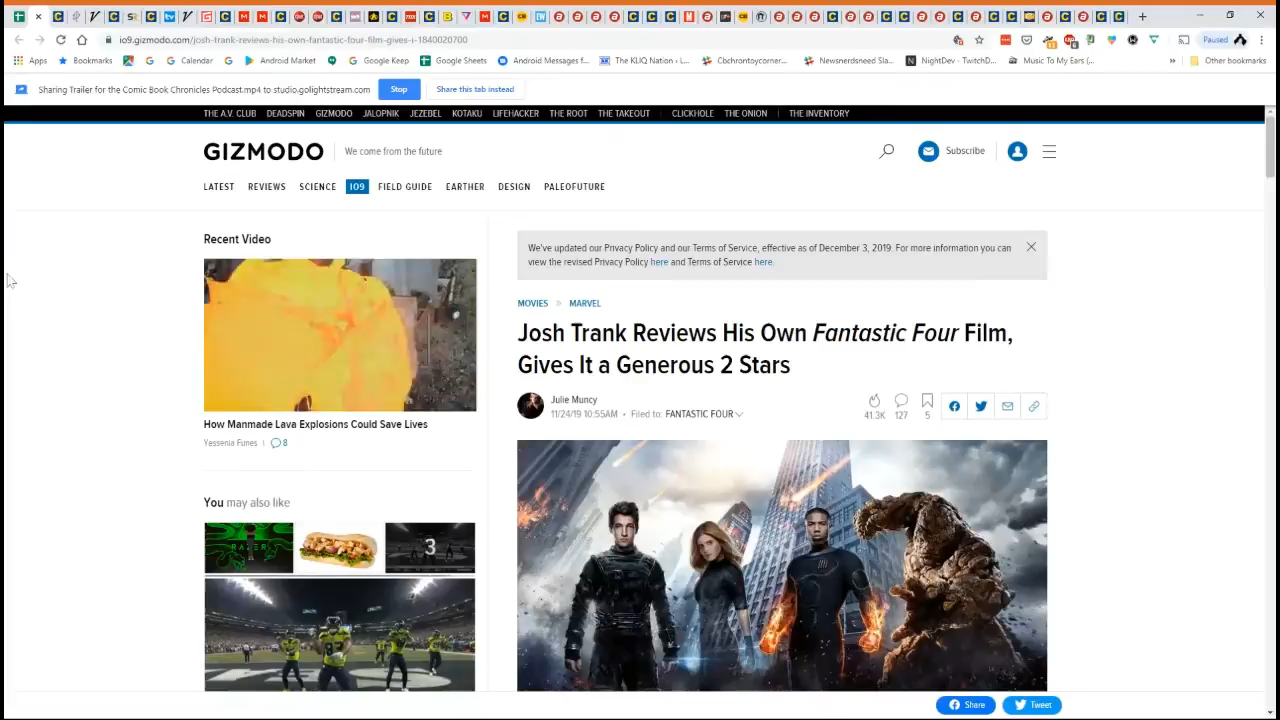 io9.gizmodo.com/josh-trank-reviews-his-own-fantastic-four-film-gives-i-1840020700
Paused
Apps
Bookmarks
Calendar
Android Market
Google Keep
Google Sheets
Android Messages f...
The KLIQ Nation ‹ L...
Cbchrontoycorner...
Newsnerdsneed Sla...
NightDev - TwitchD...
Music To My Ears (...
»
Other bookmarks
Sharing Trailer for the Comic Book Chronicles Podcast.mp4 to studio.golightstream.com
Stop
Share this tab instead
THE A.V. CLUB DEADSPIN GIZMODO JALOPNIK JEZEBEL KOTAKU LIFEHACKER THE ROOT THE TAKEOUT CLICKHOLE THE ONION THE INVENTORY
GIZMODO
We come from the future
Subscribe
LATEST REVIEWS SCIENCE IO9 FIELD GUIDE EARTHER DESIGN PALEOFUTURE
Recent Video
How Manmade Lava Explosions Could Save Lives
Yessenia Funes
8
You may also like
RAZER
3
We've updated our Privacy Policy and our Terms of Service, effective as of December 3, 2019. For more information you can
view the revised Privacy Policy here and Terms of Service here.
MOVIES
MARVEL
Josh Trank Reviews His Own Fantastic Four Film,
Gives It a Generous 2 Stars
Julie Muncy
11/24/19 10:55AM • Filed to: FANTASTIC FOUR
41.3K
127
5
Share
Tweet